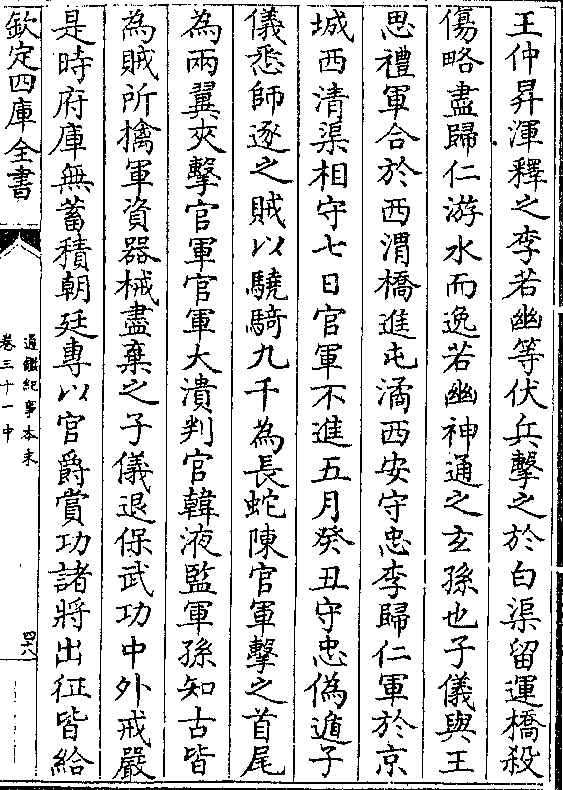 王仲昇渾釋之李若幽等伏兵擊之於白渠留運橋殺
傷略盡歸仁游水而逸若幽神通之玄孫也子儀與王
思禮軍合於西渭橋進屯潏西安守忠李歸仁軍於京
城西清渠相守七日官軍不進五月癸丑守忠偽遁子
儀悉師逐之賊以驍騎九千為長蛇陳官軍擊之首尾
為兩翼夾擊官軍官軍大潰判官韓液監軍孫知古皆
為賊所擒軍資器械盡棄之子儀退保武功中外戒嚴
是時府庫無蓄積朝廷專以官爵賞功諸將出征皆給
欽定四庫全書
通鑑紀事本末
卷三十一中
四六